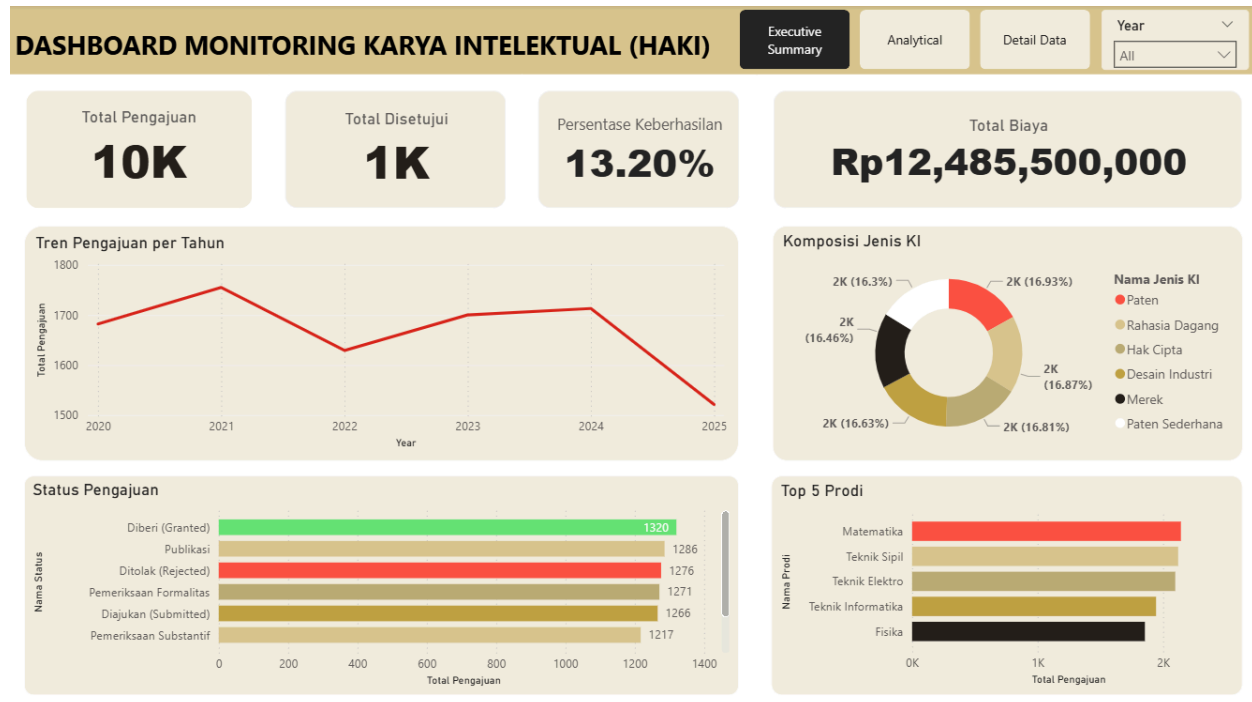 DASHBOARD MONITORING KARYA INTELEKTUAL (HAKI)
Executive
Summary
Analytical
Detail Data
Year
All
Total Pengajuan
10K
Total Disetujui
1K
Persentase Keberhasilan
13.20%
Total Biaya
Rp12,485,500,000
Tren Pengajuan per Tahun
Total Pengajuan
1800
1700
1600
1500
2020
2021
2022
2023
2024
2025
Year
Komposisi Jenis KI
2K (16.3%)
2K (16.93%)
2K
(16.46%)
2K
(16.87%)
2K (16.63%)
2K (16.81%)
Nama Jenis KI
Paten
Rahasia Dagang
Hak Cipta
Desain Industri
Merek
Paten Sederhana
Status Pengajuan
Nama Status
Diberi (Granted)
1320
Publikasi
1286
Ditolak (Rejected)
1276
Pemeriksaan Formalitas
1271
Diajukan (Submitted)
1266
Pemeriksaan Substantif
1217
0
200
400
600
800
1000
1200
1400
Total Pengajuan
Top 5 Prodi
Nama Prodi
Matematika
Teknik Sipil
Teknik Elektro
Teknik Informatika
Fisika
0K
1K
2K
Total Pengajuan